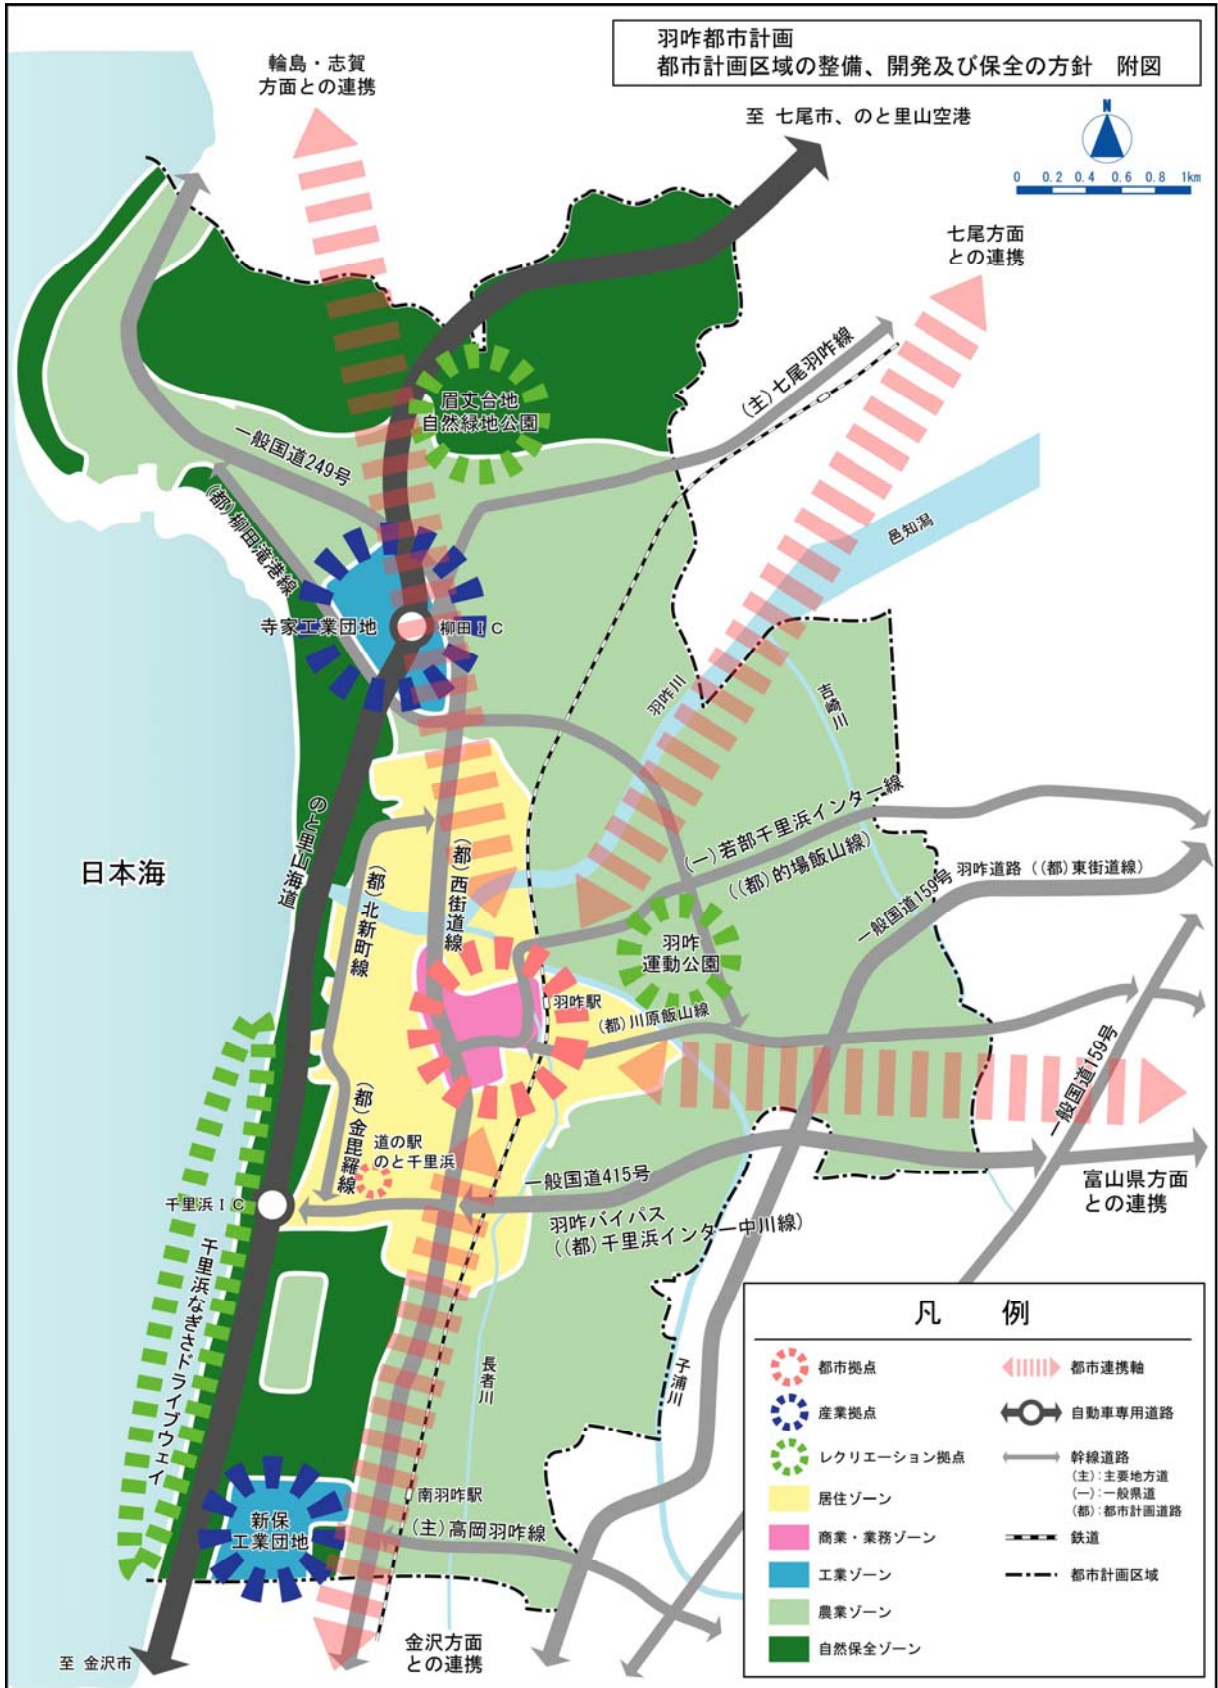 羽咋都市計画
都市計画区域の整備、開発及び保全の方針 附図
輪島・志賀
方面との連携
至 七尾市、のと里山空港
N
0 0.2 0.4 0.6 0.8 1km
七尾方面
との連携
(主)七尾羽咋線
眉丈台地
自然緑地公園
一般国道249号
(都)柳田滝港線
邑知潟
寺家工業団地
柳田IC
羽咋川
吉崎川
のと里山海道
日本海
(都)西街道線
(都)北新町線
(一)若部千里浜インター線
((都)的場飯山線)
一般国道159号 羽咋道路((都)東街道線)
羽咋
運動公園
羽咋駅
(都)川原飯山線
一般国道159号
(都)金毘羅線
道の駅
のと千里浜
一般国道415号
千里浜IC
羽咋バイパス
((都)千里浜インター中川線)
富山県方面
との連携
千里浜なぎさドライブウェイ
長者川
子浦川
南羽咋駅
新保
工業団地
(主)高岡羽咋線
金沢方面
との連携
至 金沢市
凡 例
都市拠点
産業拠点
レクリエーション拠点
居住ゾーン
商業・業務ゾーン
工業ゾーン
農業ゾーン
自然保全ゾーン
都市連携軸
自動車専用道路
幹線道路
(主):主要地方道
(一):一般県道
(都):都市計画道路
鉄道
都市計画区域